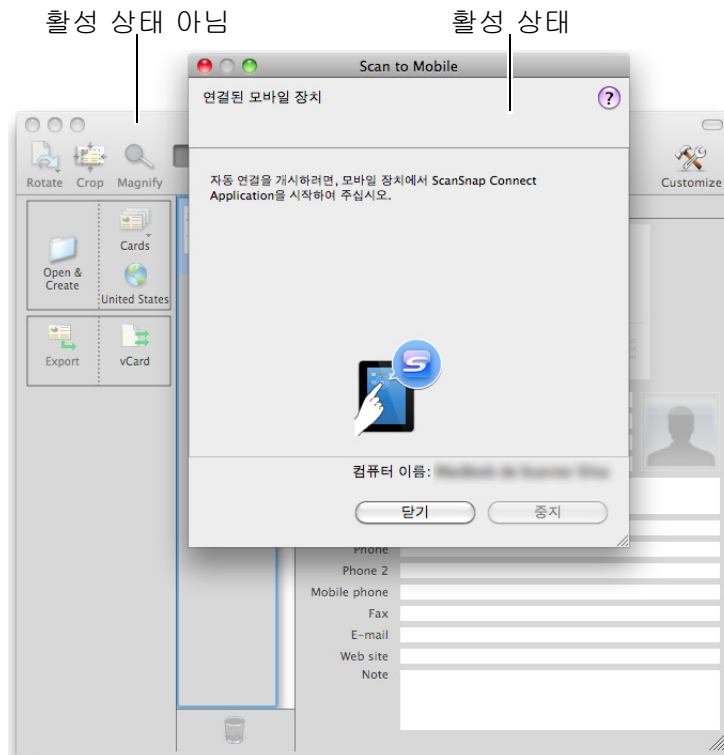 활성 상태 아님
활성 상태
Scan to Mobile
연결된 모바일 장치
?
자동 연결을 개시하려면, 모바일 장치에서 ScanSnap Connect
Application을 시작하여 주십시오.
S
컴퓨터 이름:
닫기
중지
Rotate
Crop
Magnify
Customize
Open &
Create
Cards
United States
Export
vCard
Phone
Phone 2
Mobile phone
Fax
E-mail
Web site
Note